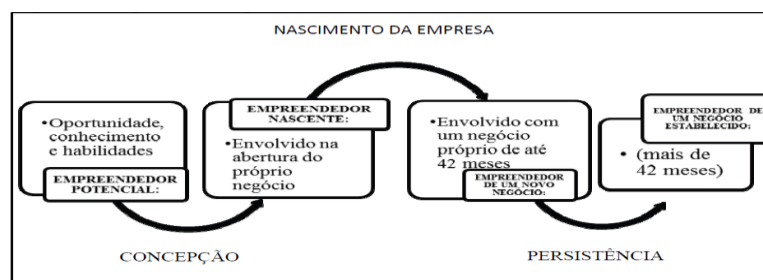 NASCIMENTO DA EMPRESA
•Oportunidade,
conhecimento
e habilidades
EMPREENDEDOR
POTENCIAL:
EMPREENDEDOR
NASCENTE:
•Envolvido na
abertura do
próprio
negócio
•Envolvido com
um negócio
próprio de até
42 meses
EMPREENDEDOR
DE UM NOVO
NEGÓCIO:
EMPREENDEDOR DE
UM NEGÓCIO
ESTABELECIDO:
• (mais de
42 meses)
CONCEPÇÃO
PERSISTÊNCIA